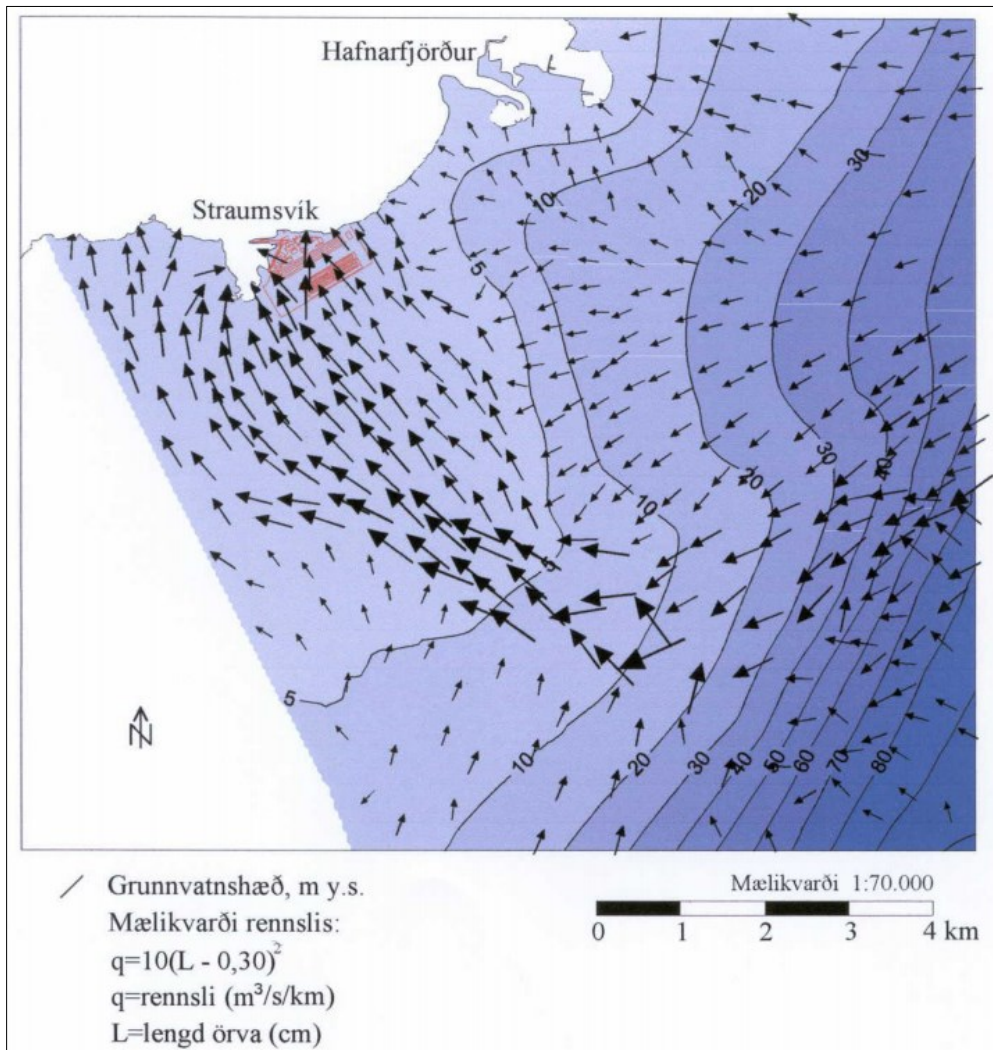 Hafnarfjörður
Straumsvík
20
30
10
5
30
40
20
10
5
5
10
20
30
40
50
60
70
80
N
Grunnvatnshæð, m y.s.
Mælikvarði rennslis:
q=10(L - 0,30)²
q=rennsli (m³/s/km)
L=lengd örva (cm)
Mælikvarði 1:70.000
0 1 2 3 4 km